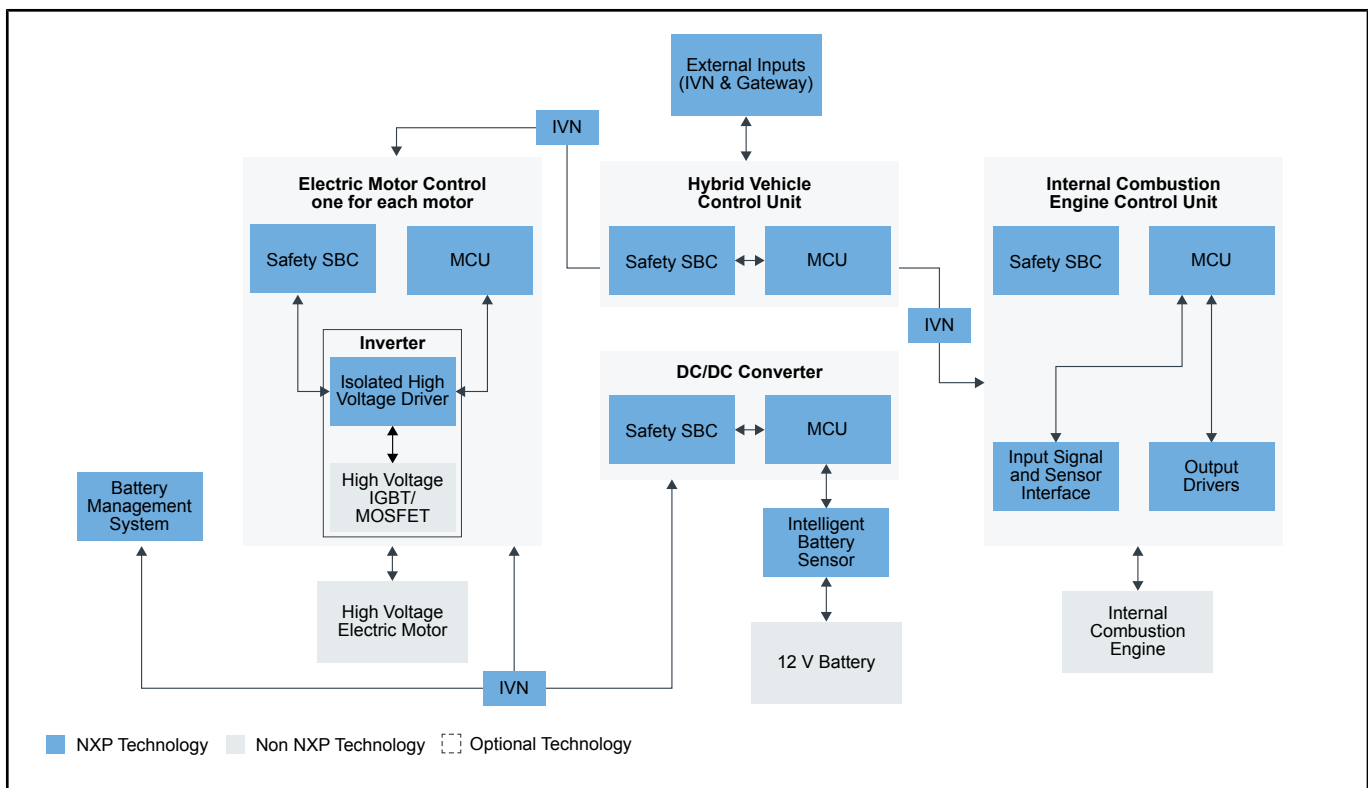 External Inputs
(IVN & Gateway)
IVN
Electric Motor Control
one for each motor
Safety SBC
MCU
Inverter
Isolated High
Voltage Driver
High Voltage
IGBT/
MOSFET
Hybrid Vehicle
Control Unit
Safety SBC
MCU
IVN
Internal Combustion
Engine Control Unit
Safety SBC
MCU
Input Signal
and Sensor
Interface
Output
Drivers
DC/DC Converter
Safety SBC
MCU
Battery
Management
System
Intelligent
Battery
Sensor
High Voltage
Electric Motor
12 V Battery
Internal
Combustion
Engine
IVN
NXP Technology
Non NXP Technology
Optional Technology